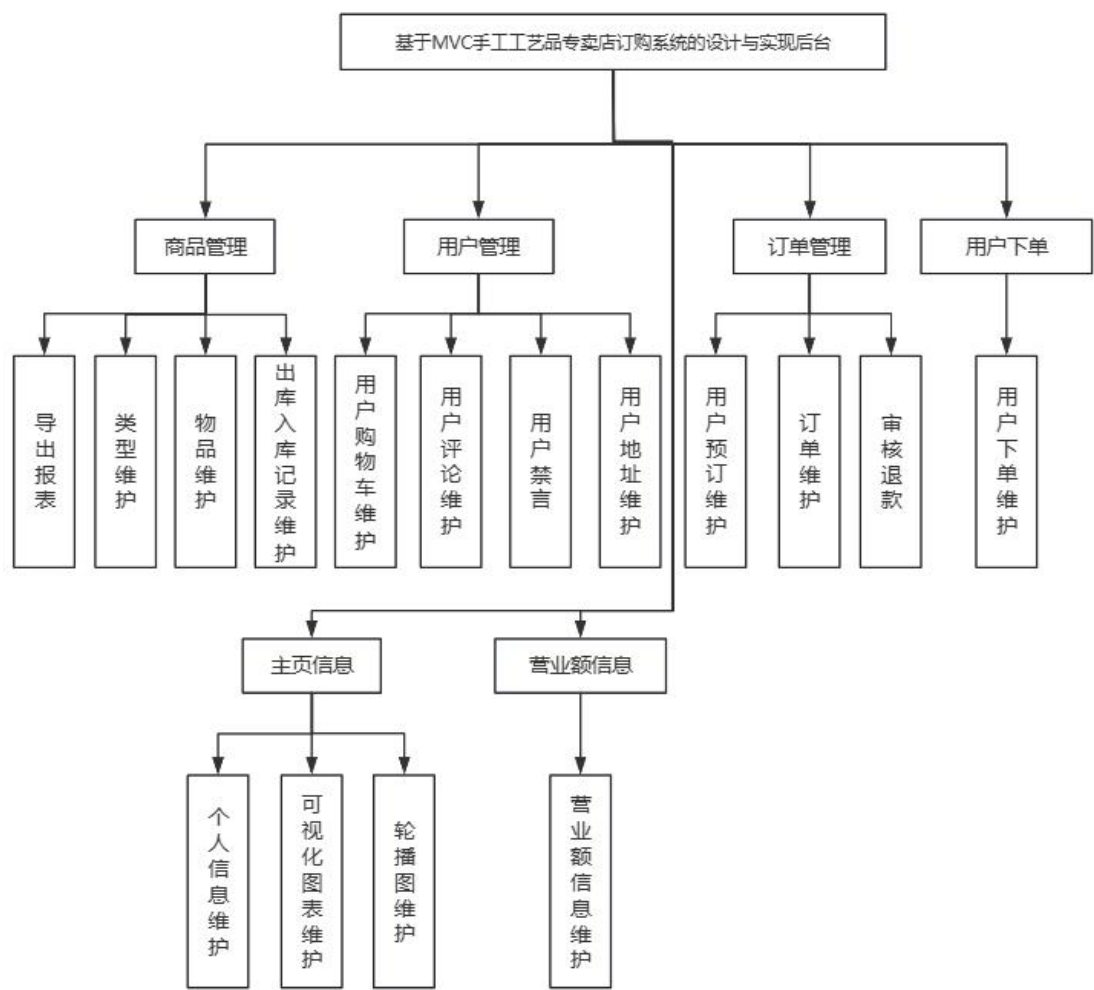 基于MVC手工工艺品专卖店订购系统的设计与实现后台
商品管理
用户管理
订单管理
用户下单
导出报表
类型维护
物品维护
出库入库记录维护
用户购物车维护
用户评论维护
用户禁言
用户地址维护
用户预订维护
订单维护
审核退款
用户下单维护
主页信息
营业额信息
个人信息维护
可视化图表维护
轮播图维护
营业额信息维护